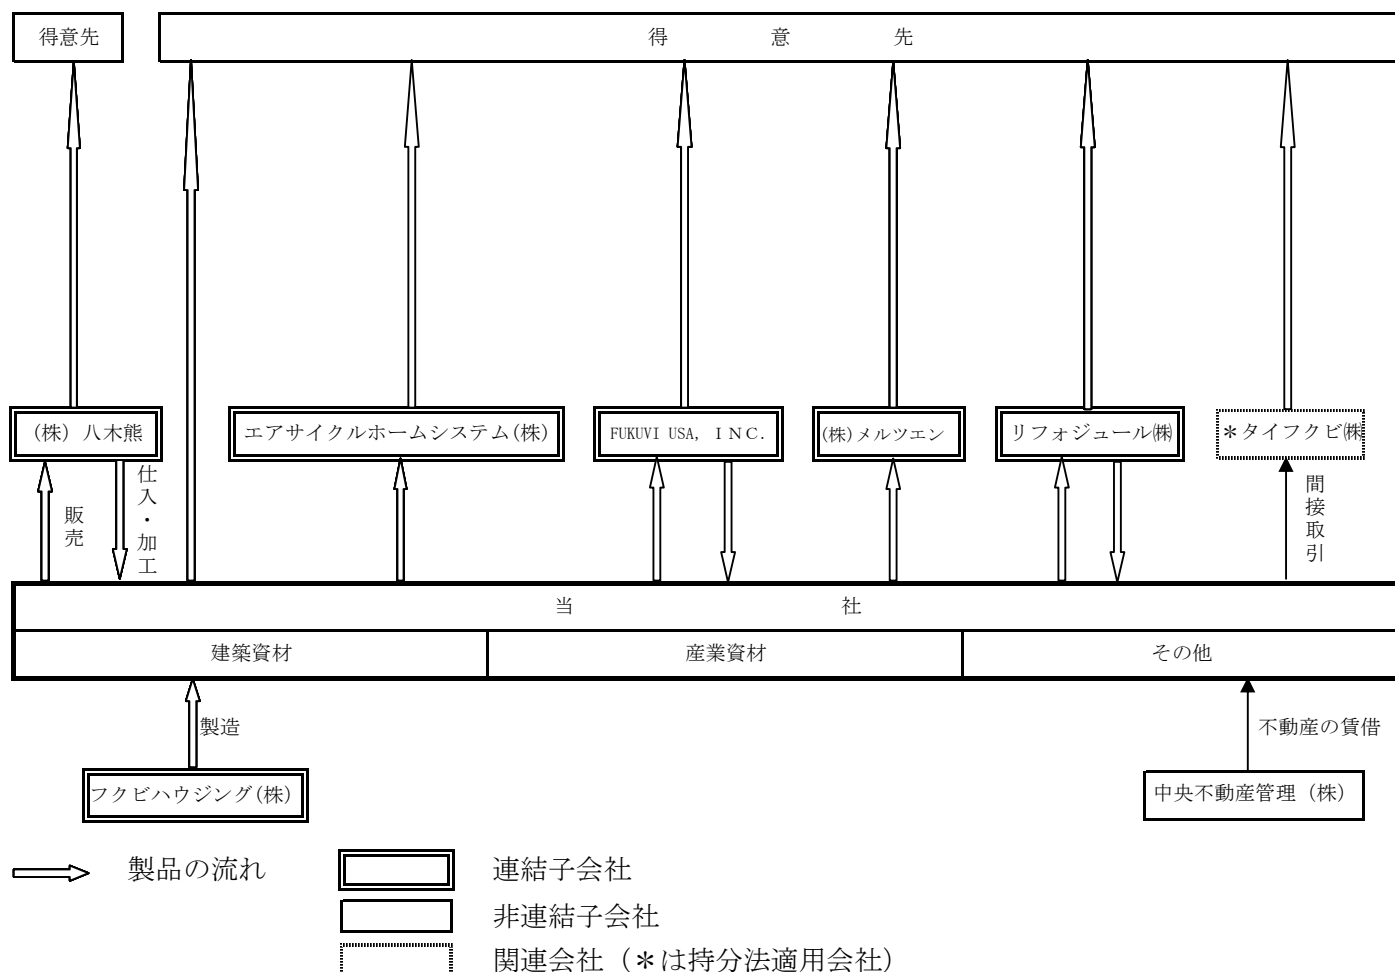 得意先
得 意 先
(株) 八木熊
エアサイクルホームシステム(株)
FUKUVI USA, INC.
(株)メルツエン
リフォジュール㈱
＊タイフクビ㈱
販売
仕入・加工
間接取引
当 社
建築資材
産業資材
その他
製造
不動産の賃借
フクビハウジング(株)
中央不動産管理（株）
製品の流れ
連結子会社
非連結子会社
関連会社（＊は持分法適用会社）